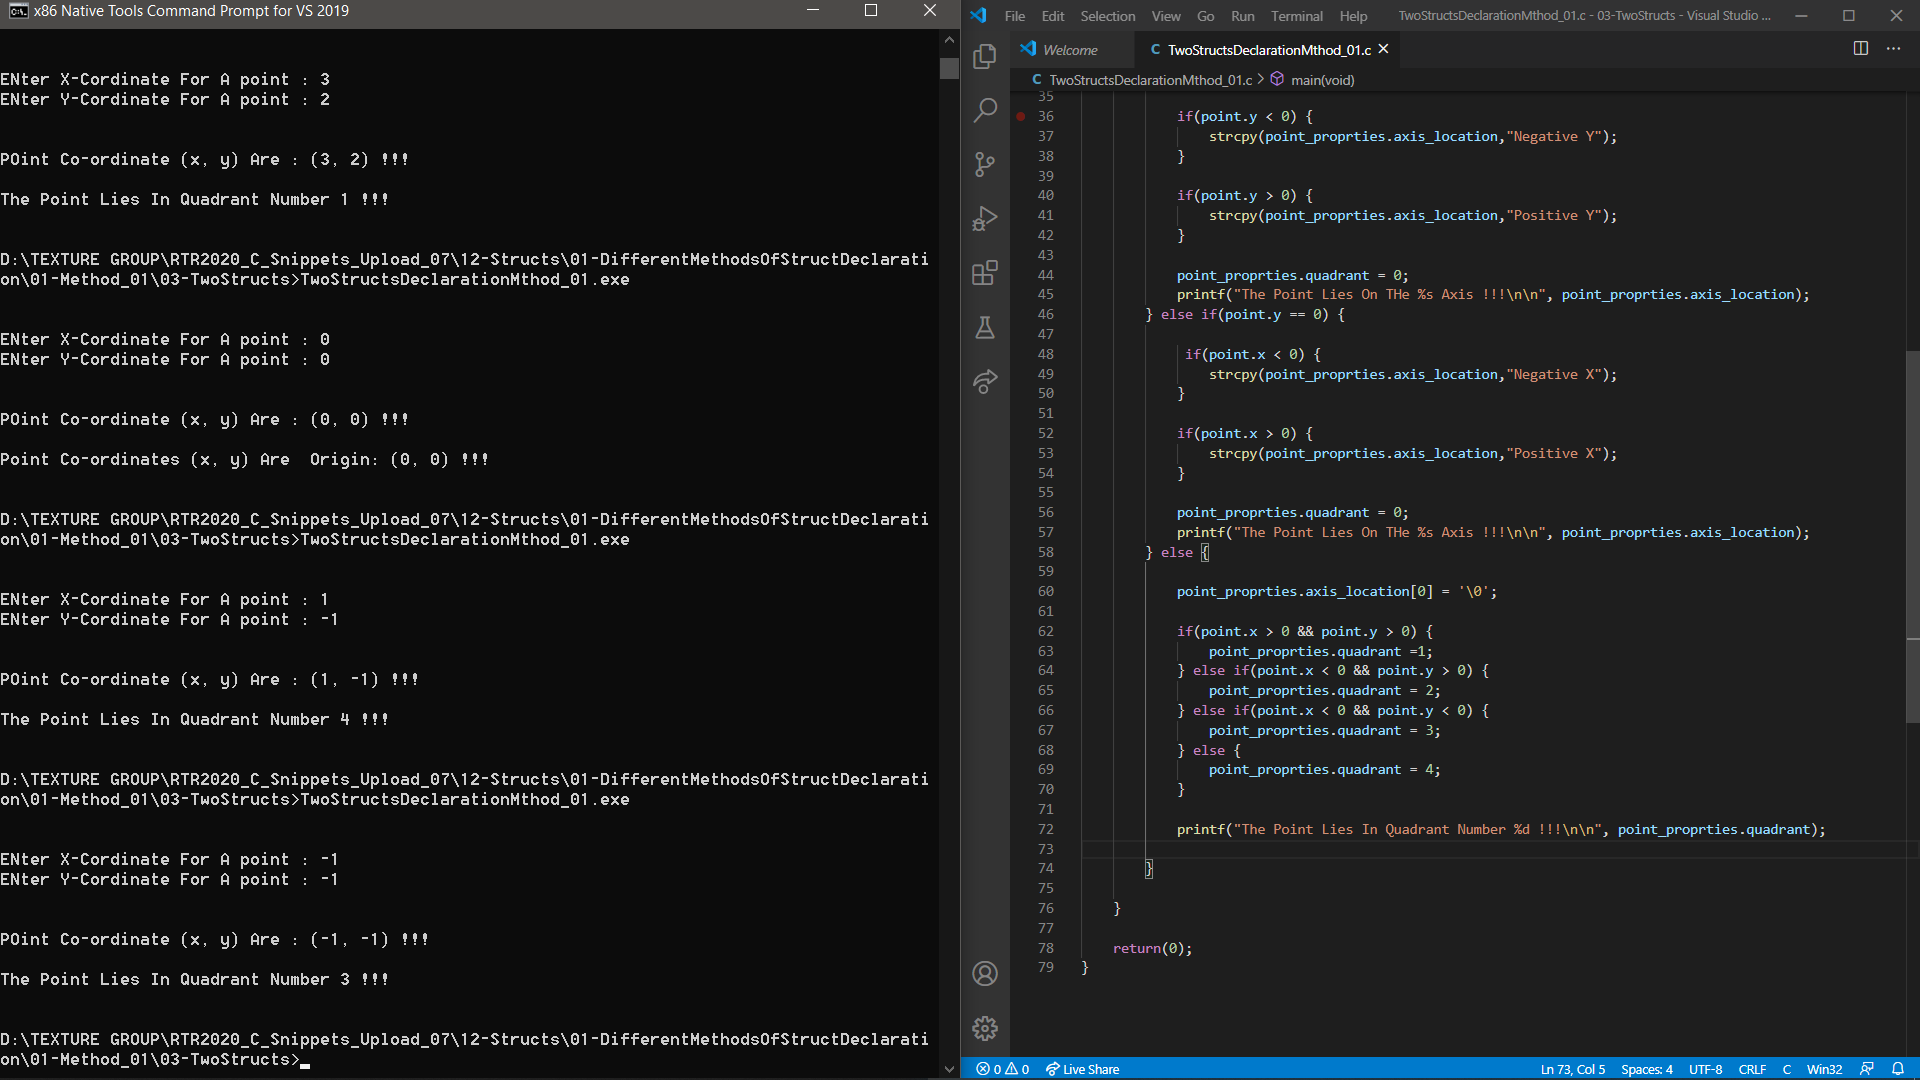 x86 Native Tools Command Prompt for VS 2019
ENter X-Cordinate For A point : 3
ENter Y-Cordinate For A point : 2
POint Co-ordinate (x, y) Are : (3, 2) !!!
The Point Lies In Quadrant Number 1 !!!
D:\TEXTURE GROUP\RTR2020_C_Snippets_Upload_07\12-Structs\01-DifferentMethodsOfStructDeclarati
on\01-Method_01\03-TwoStructs>TwoStructsDeclarationMthod_01.exe
ENter X-Cordinate For A point : 0
ENter Y-Cordinate For A point : 0
POint Co-ordinate (x, y) Are : (0, 0) !!!
Point Co-ordinates (x, y) Are  Origin: (0, 0) !!!
D:\TEXTURE GROUP\RTR2020_C_Snippets_Upload_07\12-Structs\01-DifferentMethodsOfStructDeclarati
on\01-Method_01\03-TwoStructs>TwoStructsDeclarationMthod_01.exe
ENter X-Cordinate For A point : 1
ENter Y-Cordinate For A point : -1
POint Co-ordinate (x, y) Are : (1, -1) !!!
The Point Lies In Quadrant Number 4 !!!
D:\TEXTURE GROUP\RTR2020_C_Snippets_Upload_07\12-Structs\01-DifferentMethodsOfStructDeclarati
on\01-Method_01\03-TwoStructs>TwoStructsDeclarationMthod_01.exe
ENter X-Cordinate For A point : -1
ENter Y-Cordinate For A point : -1
POint Co-ordinate (x, y) Are : (-1, -1) !!!
The Point Lies In Quadrant Number 3 !!!
D:\TEXTURE GROUP\RTR2020_C_Snippets_Upload_07\12-Structs\01-DifferentMethodsOfStructDeclarati
on\01-Method_01\03-TwoStructs>
File Edit Selection View Go Run Terminal Help TwoStructsDeclarationMthod_01.c - 03-TwoStructs - Visual Studio ...
Welcome C TwoStructsDeclarationMthod_01.c
C TwoStructsDeclarationMthod_01.c > main(void)
35
36 if(point.y < 0) {
37 strcpy(point_proprties.axis_location,"Negative Y");
38 }
39
40 if(point.y > 0) {
41 strcpy(point_proprties.axis_location,"Positive Y");
42 }
43
44 point_proprties.quadrant = 0;
45 printf("The Point Lies On THe %s Axis !!!\n\n", point_proprties.axis_location);
46 } else if(point.y == 0) {
47
48 if(point.x < 0) {
49 strcpy(point_proprties.axis_location,"Negative X");
50 }
51
52 if(point.x > 0) {
53 strcpy(point_proprties.axis_location,"Positive X");
54 }
55
56 point_proprties.quadrant = 0;
57 printf("The Point Lies On THe %s Axis !!!\n\n", point_proprties.axis_location);
58 } else {
59
60 point_proprties.axis_location[0] = '\0';
61
62 if(point.x > 0 && point.y > 0) {
63 point_proprties.quadrant =1;
64 } else if(point.x < 0 && point.y > 0) {
65 point_proprties.quadrant = 2;
66 } else if(point.x < 0 && point.y < 0) {
67 point_proprties.quadrant = 3;
68 } else {
69 point_proprties.quadrant = 4;
70 }
71
72 printf("The Point Lies In Quadrant Number %d !!!\n\n", point_proprties.quadrant);
73
74 }
75
76 }
77
78 return(0);
79 }
0 0 Live Share Ln 73, Col 5 Spaces: 4 UTF-8 CRLF C Win32